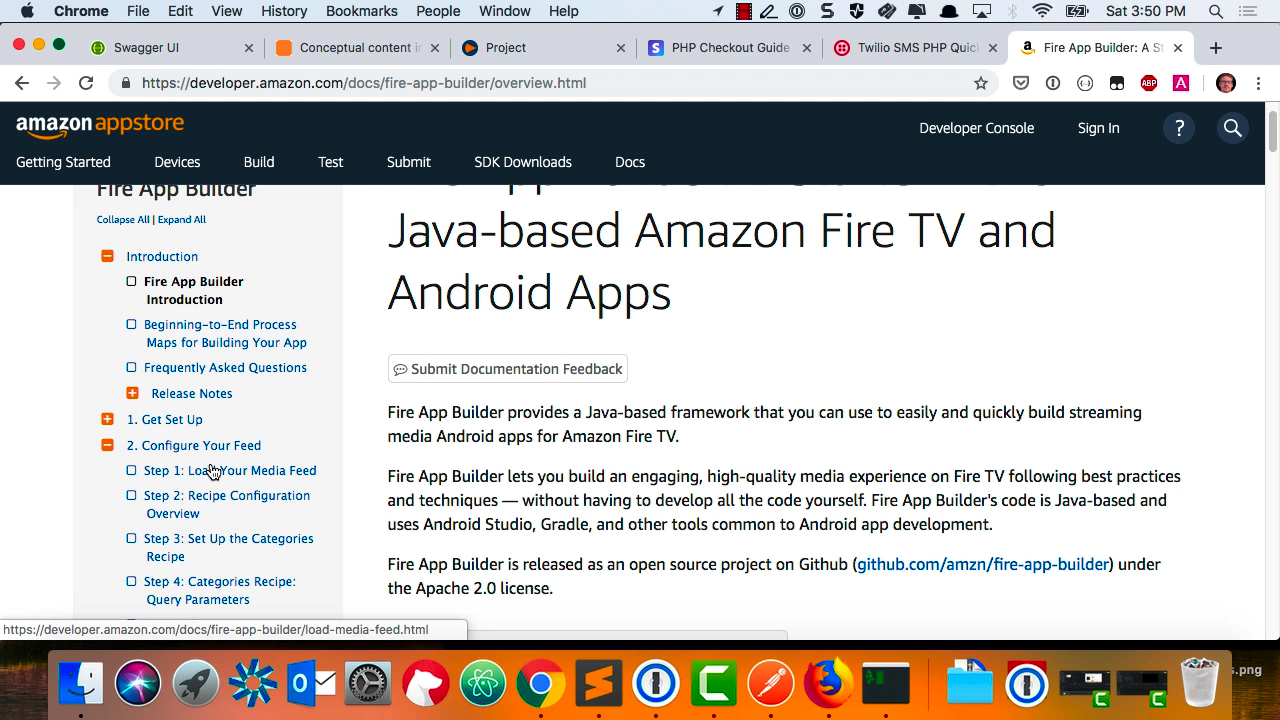 Chrome File Edit View History Bookmarks People Window Help Sat 3:50 PM
Swagger UI Conceptual content i Project PHP Checkout Guide Twilio SMS PHP Quic Fire App Builder: A S
https://developer.amazon.com/docs/fire-app-builder/overview.html
ABP A
amazon appstore
Developer Console Sign In ?
Getting Started Devices Build Test Submit SDK Downloads Docs
Fire App Builder
Collapse All | Expand All
Introduction
Fire App Builder
Introduction
Beginning-to-End Process
Maps for Building Your App
Frequently Asked Questions
Release Notes
1. Get Set Up
2. Configure Your Feed
Step 1: Load Your Media Feed
Step 2: Recipe Configuration
Overview
Step 3: Set Up the Categories
Recipe
Step 4: Categories Recipe:
Query Parameters
Java-based Amazon Fire TV and
Android Apps
Submit Documentation Feedback
Fire App Builder provides a Java-based framework that you can use to easily and quickly build streaming
media Android apps for Amazon Fire TV.
Fire App Builder lets you build an engaging, high-quality media experience on Fire TV following best practices
and techniques — without having to develop all the code yourself. Fire App Builder's code is Java-based and
uses Android Studio, Gradle, and other tools common to Android app development.
Fire App Builder is released as an open source project on Github (github.com/amzn/fire-app-builder) under
the Apache 2.0 license.
https://developer.amazon.com/docs/fire-app-builder/load-media-feed.html
s.png